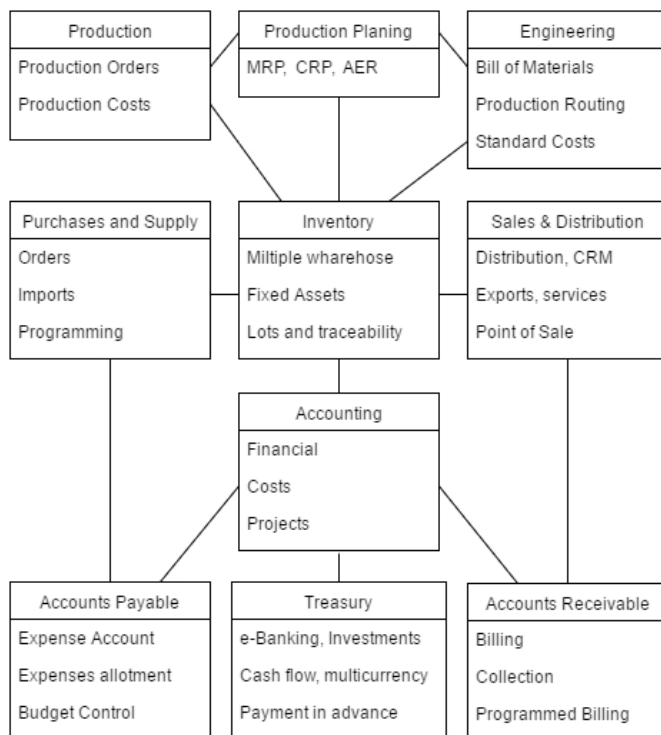 Production
Production Orders
Production Costs
Production Planing
MRP, CRP, AER
Engineering
Bill of Materials
Production Routing
Standard Costs
Purchases and Supply
Orders
Imports
Programming
Inventory
Miltiple wharehose
Fixed Assets
Lots and traceability
Sales & Distribution
Distribution, CRM
Exports, services
Point of Sale
Accounting
Financial
Costs
Projects
Accounts Payable
Expense Account
Expenses allotment
Budget Control
Treasury
e-Banking, Investments
Cash flow, multicurrency
Payment in advance
Accounts Receivable
Billing
Collection
Programmed Billing